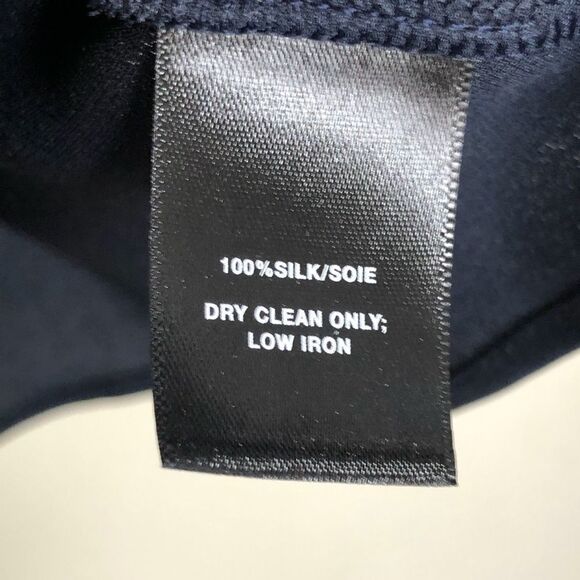 100%SILK/SOIE
DRY CLEAN ONLY;
LOW IRON